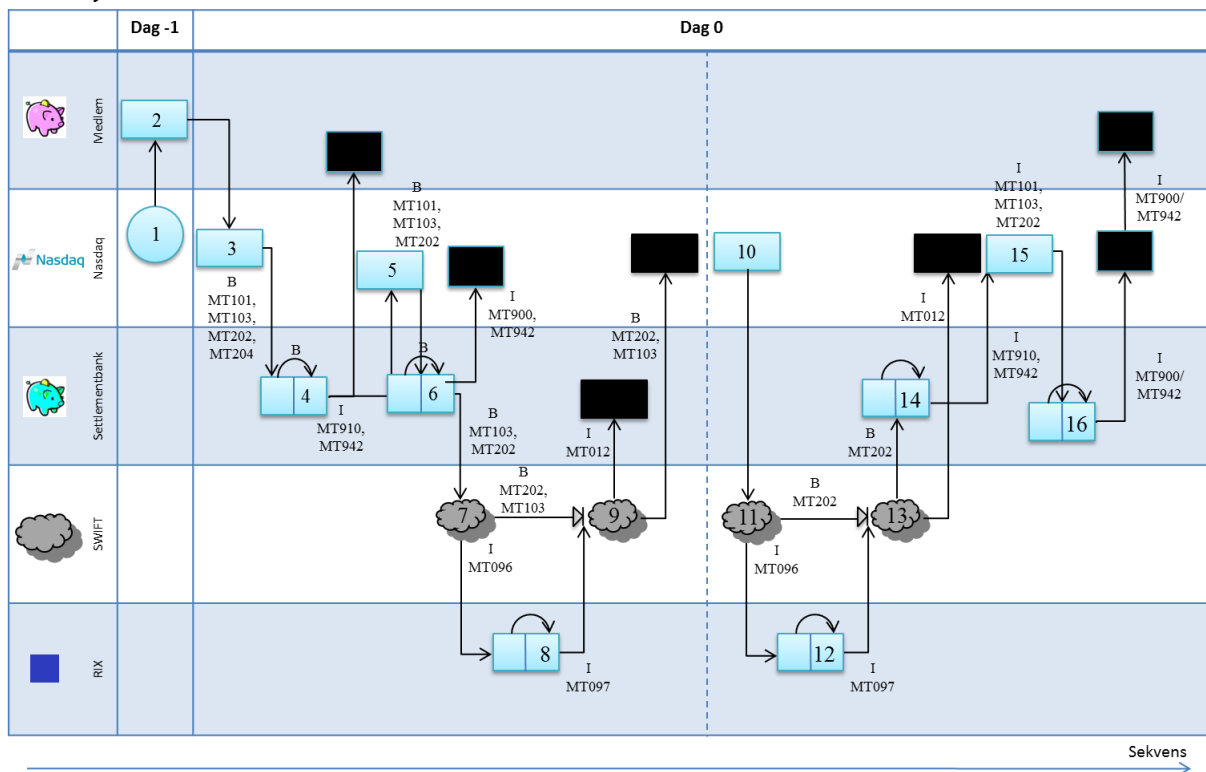 Dag -1
Dag 0
Medlem
2
Nasdaq
Nasdaq
1
3
B
MT101,
MT103,
MT202,
MT204
5
B
MT101,
MT103,
MT202
I
MT900,
MT942
B
MT202,
MT103
10
I
MT012
I
MT101,
MT103,
MT202
15
I
MT900/
MT942
Settlementbank
B
4
I
MT910,
MT942
B
6
B
MT103,
MT202
I
MT012
14
B
MT202
I
MT910,
MT942
16
I
MT900/
MT942
SWIFT
7
B
MT202,
MT103
9
I
MT096
11
B
MT202
13
I
MT096
RIX
8
I
MT097
12
I
MT097
Sekvens